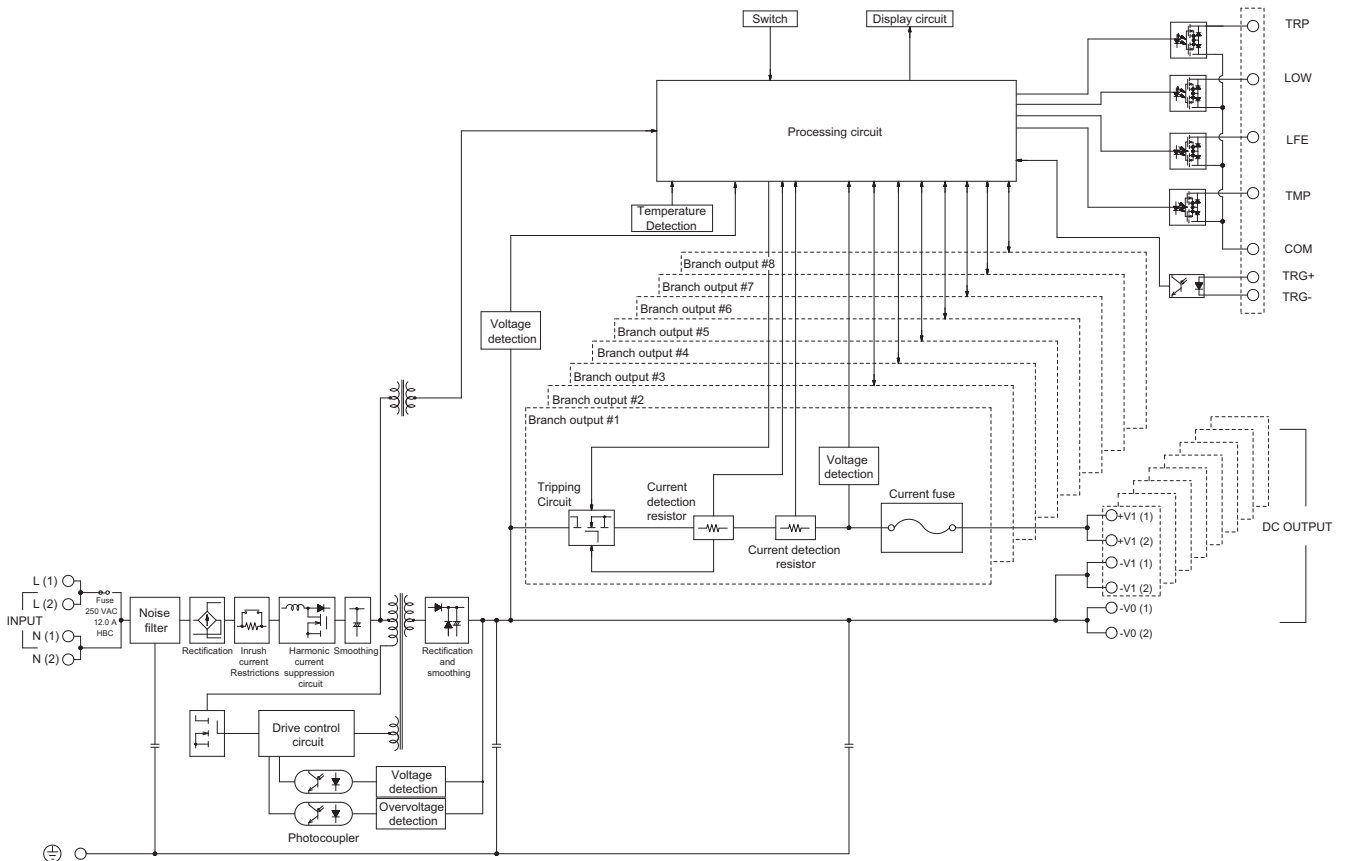 Switch
Display circuit
TRP
LOW
Processing circuit
LFE
TMP
Temperature
Detection
COM
Branch output #8
TRG+
Branch output #7
TRG-
Branch output #6
Voltage
detection
Branch output #5
Branch output #4
Branch output #3
Branch output #2
Branch output #1
Voltage
detection
Tripping
Circuit
Current
detection
resistor
Current fuse
+V1 (1)
DC OUTPUT
+V1 (2)
Current detection
resistor
-V1 (1)
-V1 (2)
-V0 (1)
-V0 (2)
L (1)
L (2)
INPUT
N (1)
N (2)
Fuse
250 VAC
12.0 A
HBC
Noise
filter
Rectification
Inrush
current
Restrictions
Harmonic
current
suppression
circuit
Smoothing
Rectification
and
smoothing
Drive control
circuit
Voltage
detection
Overvoltage
detection
Photocoupler